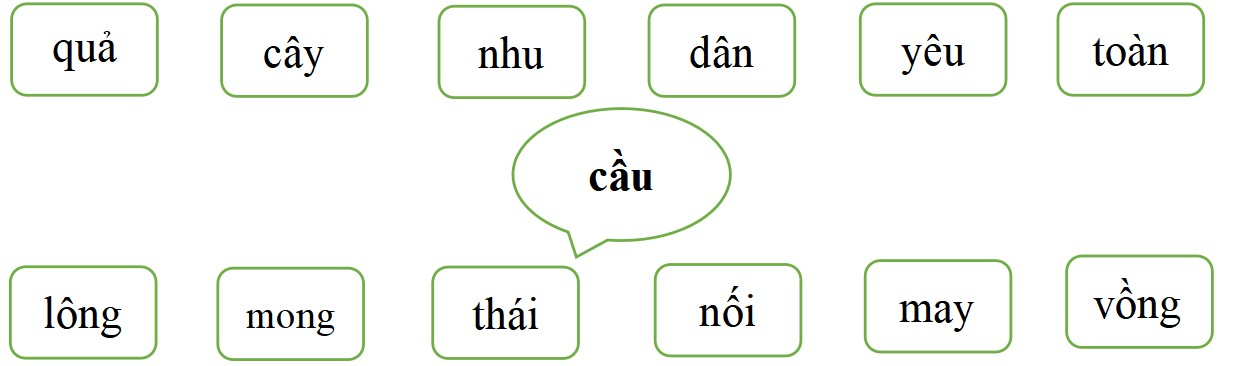 quả cây nhu dân yêu toàn
cầu
lông mong thái nối may vồng